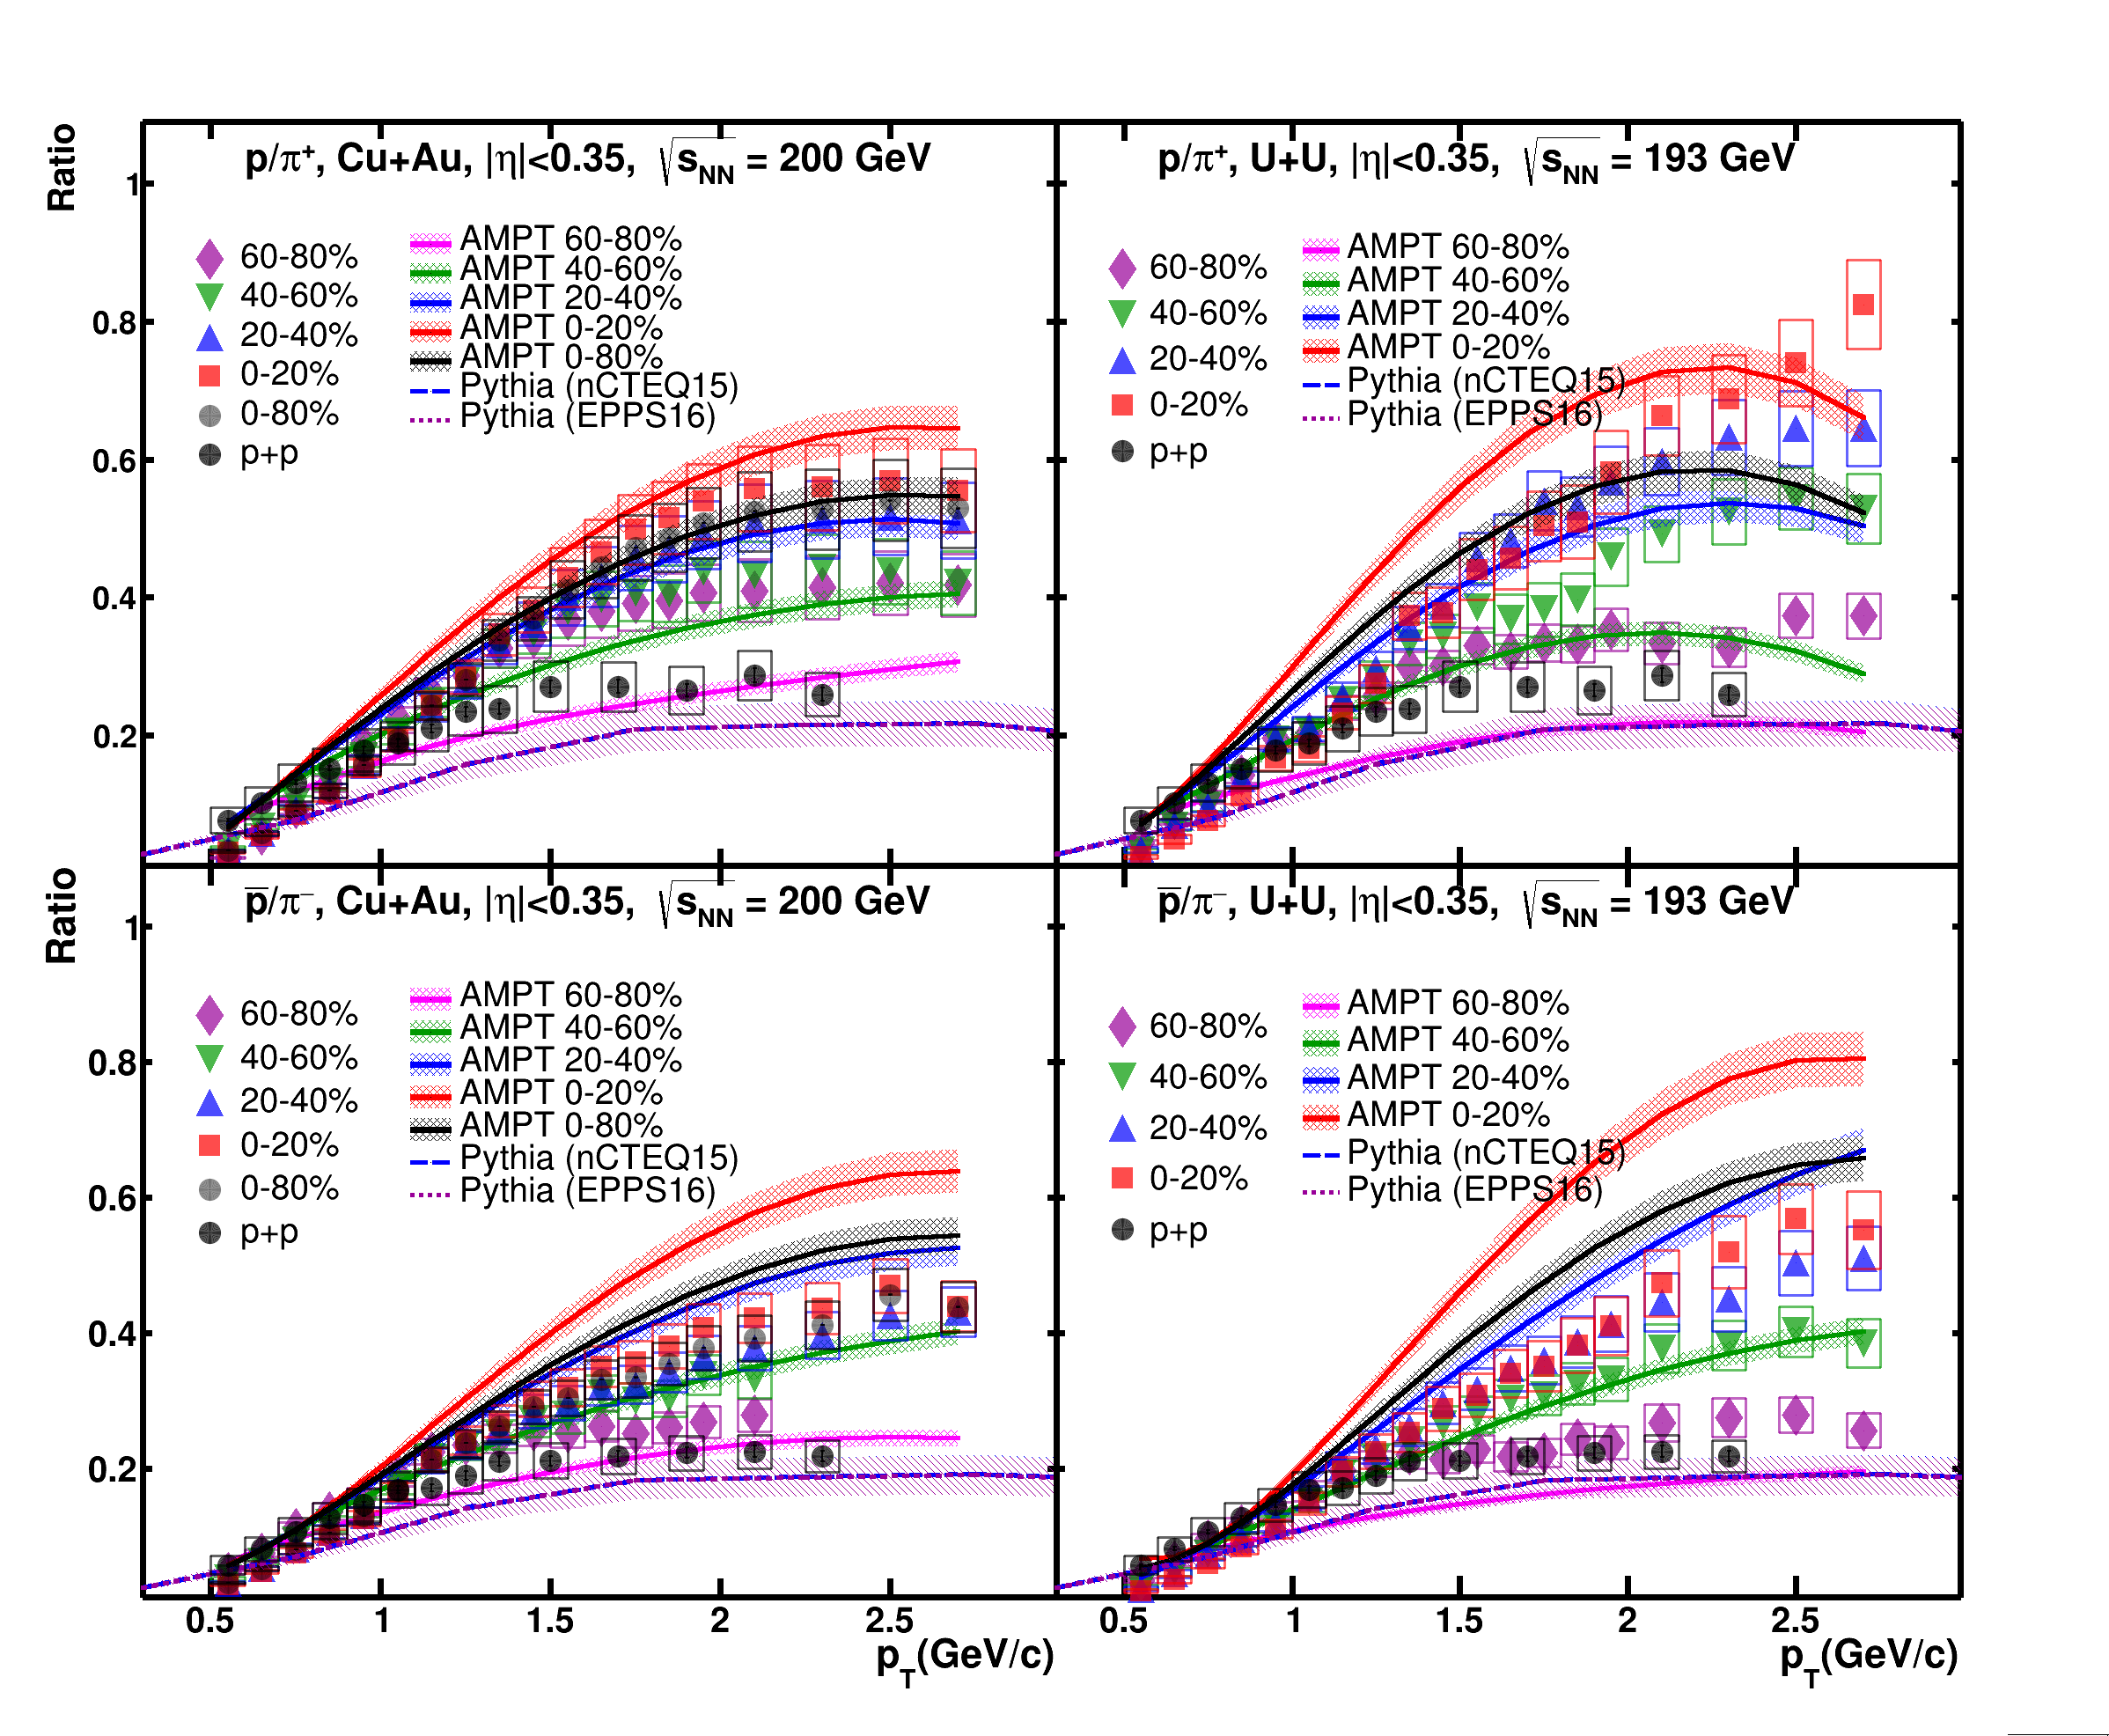 Ratio
p/π⁺, Cu+Au, |η|<0.35, √s_NN = 200 GeV
60-80%
40-60%
20-40%
0-20%
0-80%
p+p
AMPT 60-80%
AMPT 40-60%
AMPT 20-40%
AMPT 0-20%
AMPT 0-80%
Pythia (nCTEQ15)
Pythia (EPPS16)
1
0.8
0.6
0.4
0.2
p/π⁺, U+U, |η|<0.35, √s_NN = 193 GeV
60-80%
40-60%
20-40%
0-20%
p+p
AMPT 60-80%
AMPT 40-60%
AMPT 20-40%
AMPT 0-20%
Pythia (nCTEQ15)
Pythia (EPPS16)
Ratio
p̅/π⁻, Cu+Au, |η|<0.35, √s_NN = 200 GeV
60-80%
40-60%
20-40%
0-20%
0-80%
p+p
AMPT 60-80%
AMPT 40-60%
AMPT 20-40%
AMPT 0-20%
AMPT 0-80%
Pythia (nCTEQ15)
Pythia (EPPS16)
1
0.8
0.6
0.4
0.2
0.5 1 1.5 2 2.5
p_T(GeV/c)
p̅/π⁻, U+U, |η|<0.35, √s_NN = 193 GeV
60-80%
40-60%
20-40%
0-20%
p+p
AMPT 60-80%
AMPT 40-60%
AMPT 20-40%
AMPT 0-20%
Pythia (nCTEQ15)
Pythia (EPPS16)
0.5 1 1.5 2 2.5
p_T(GeV/c)